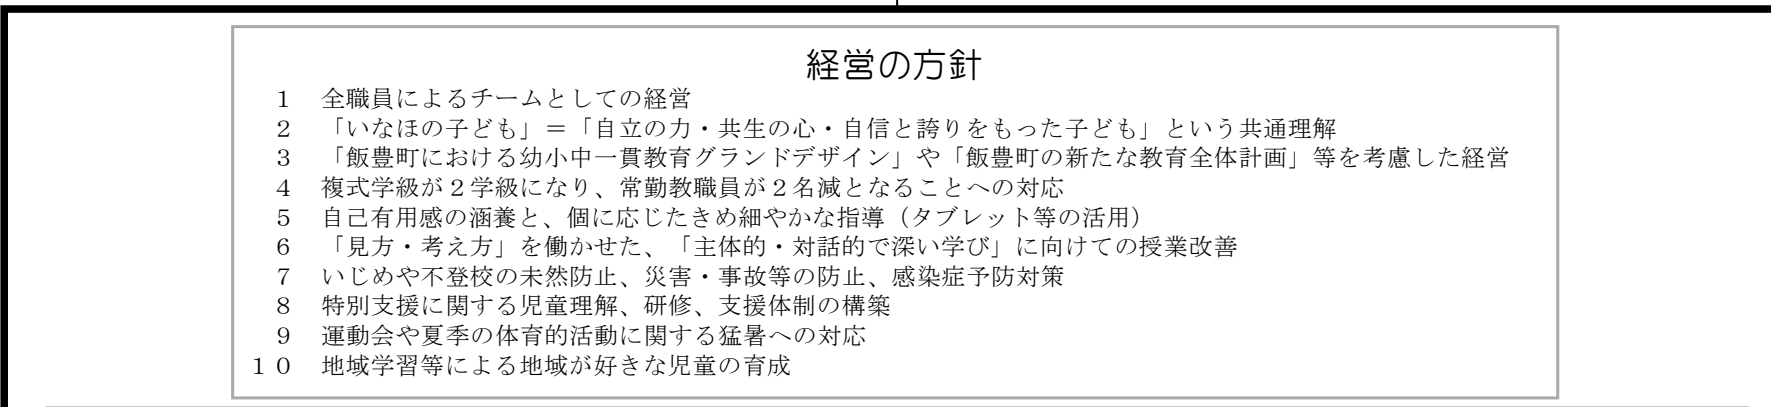 経営の方針
１　全職員によるチームとしての経営
２　「いなほの子ども」＝「自立の力・共生の心・自信と誇りをもった子ども」という共通理解
３　「飯豊町における幼小中一貫教育グランドデザイン」や「飯豊町の新たな教育全体計画」等を考慮した経営
４　複式学級が２学級になり、常勤教職員が２名減となることへの対応
５　自己有用感の涵養と、個に応じたきめ細やかな指導（タブレット等の活用）
６　「見方・考え方」を働かせた、「主体的・対話的で深い学び」に向けての授業改善
７　いじめや不登校の未然防止、災害・事故等の防止、感染症予防対策
８　特別支援に関する児童理解、研修、支援体制の構築
９　運動会や夏季の体育的活動に関する猛暑への対応
１０　地域学習等による地域が好きな児童の育成